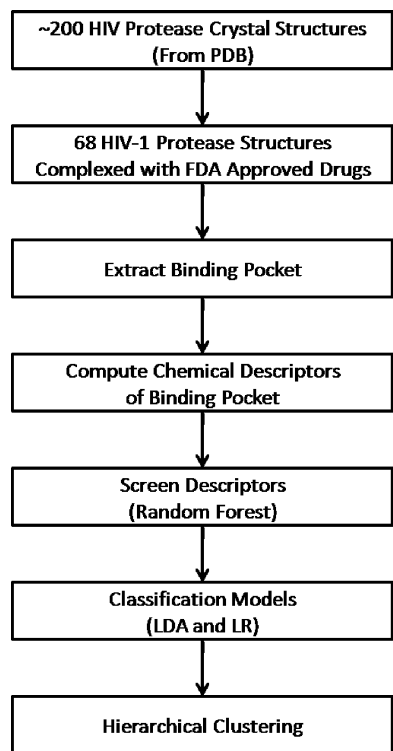 ~200 HIV Protease Crystal Structures
(From PDB)
68 HIV-1 Protease Structures
Complexed with FDA Approved Drugs
Extract Binding Pocket
Compute Chemical Descriptors
of Binding Pocket
Screen Descriptors
(Random Forest)
Classification Models
(LDA and LR)
Hierarchical Clustering